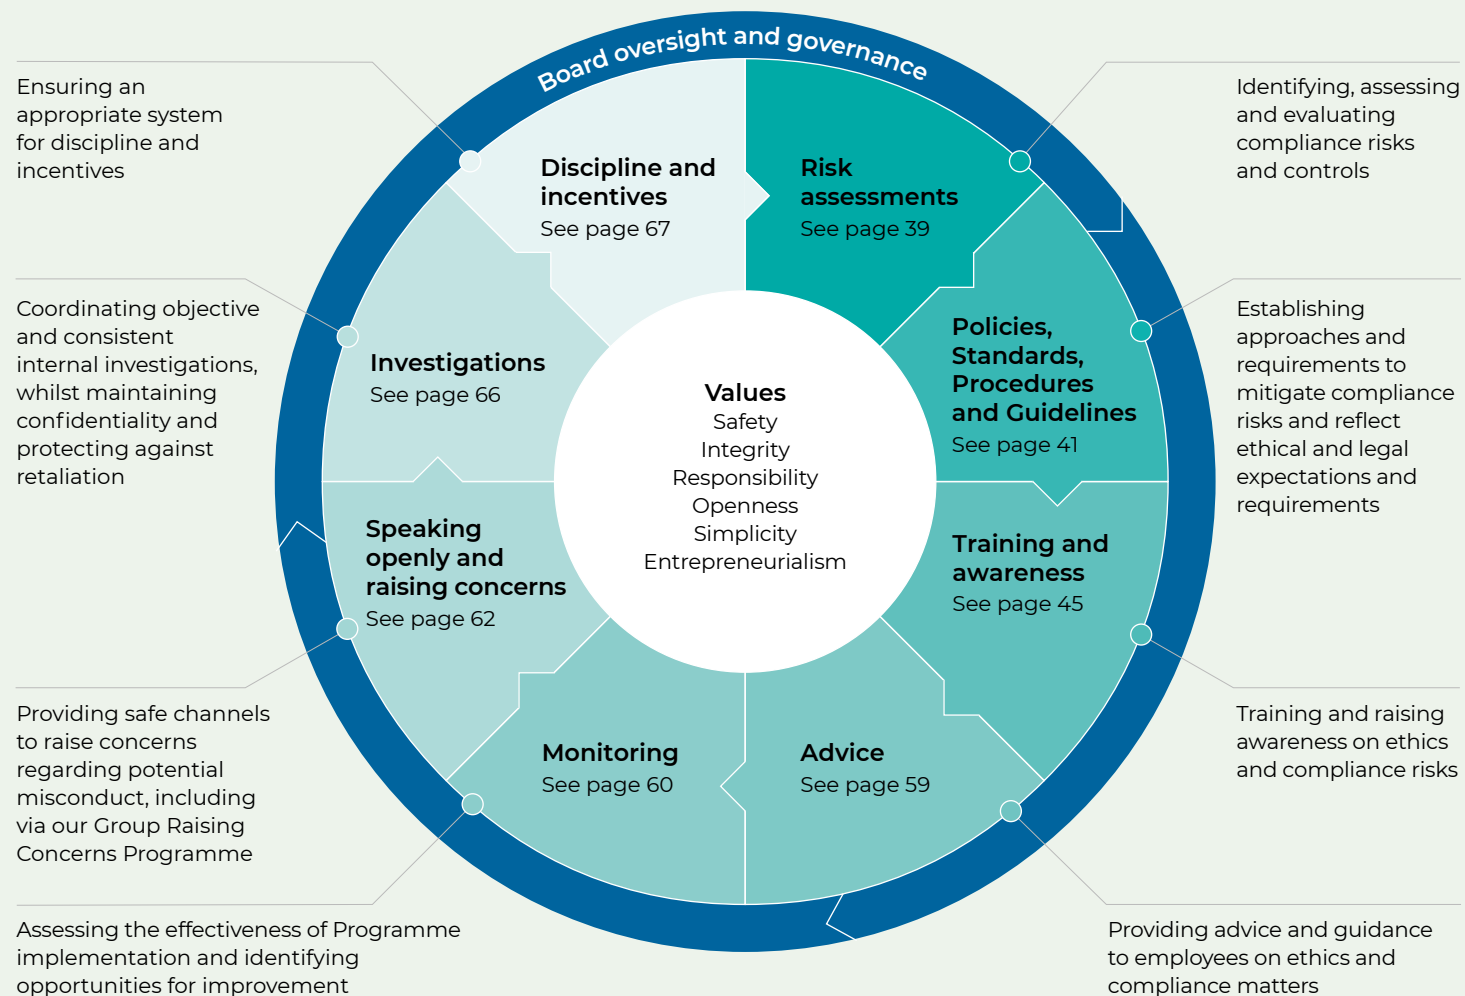 Board oversight and governance
Ensuring an
appropriate system
for discipline and
incentives
Discipline and
incentives
See page 67
Risk
assessments
See page 39
Identifying, assessing
and evaluating
compliance risks
and controls
Coordinating objective
and consistent
internal investigations,
whilst maintaining
confidentiality and
protecting against
retaliation
Investigations
See page 66
Policies,
Standards,
Procedures
and Guidelines
See page 41
Establishing
approaches and
requirements to
mitigate compliance
risks and reflect
ethical and legal
expectations and
requirements
Values
Safety
Integrity
Responsibility
Openness
Simplicity
Entrepreneurialism
Speaking
openly and
raising concerns
See page 62
Training and
awareness
See page 45
Providing safe channels
to raise concerns
regarding potential
misconduct, including
via our Group Raising
Concerns Programme
Training and raising
awareness on ethics
and compliance risks
Monitoring
See page 60
Advice
See page 59
Assessing the effectiveness of Programme
implementation and identifying
opportunities for improvement
Providing advice and guidance
to employees on ethics and
compliance matters